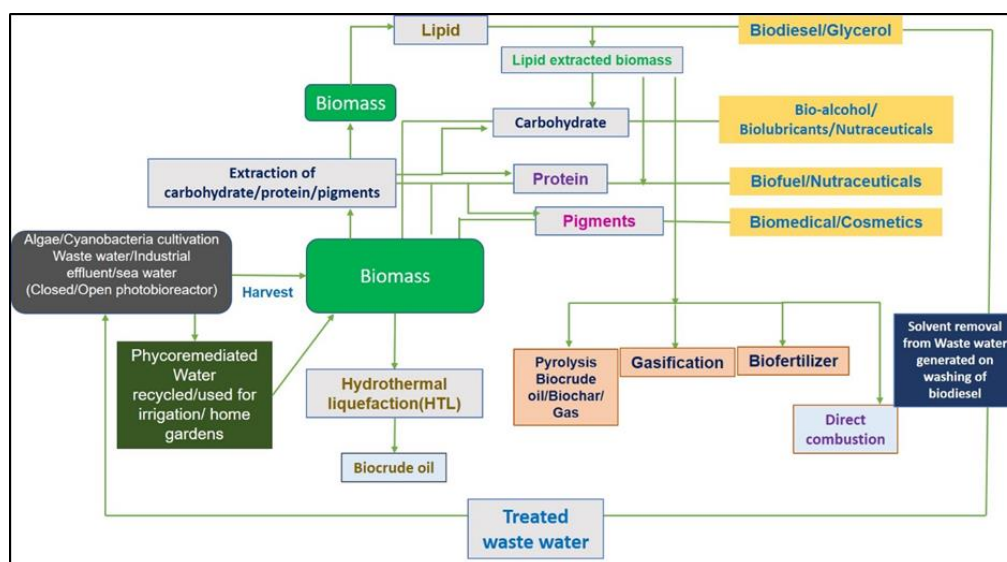 Lipid
Biodiesel/Glycerol
Lipid extracted biomass
Biomass
Carbohydrate
Bio-alcohol/
Biolubricants/Nutraceuticals
Extraction of
carbohydrate/protein/pigments
Protein
Biofuel/Nutraceuticals
Pigments
Biomedical/Cosmetics
Algae/Cyanobacteria cultivation
Waste water/Industrial
effluent/sea water
(Closed/Open photobioreactor)
Harvest
Biomass
Phycoremediated
Water
recycled/used for
irrigation/ home
gardens
Hydrothermal
liquefaction(HTL)
Biocrude oil
Pyrolysis
Biocrude
oil/Biochar/
Gas
Gasification
Biofertilizer
Direct
combustion
Solvent removal
from Waste water
generated on
washing of
biodiesel
Treated
waste water